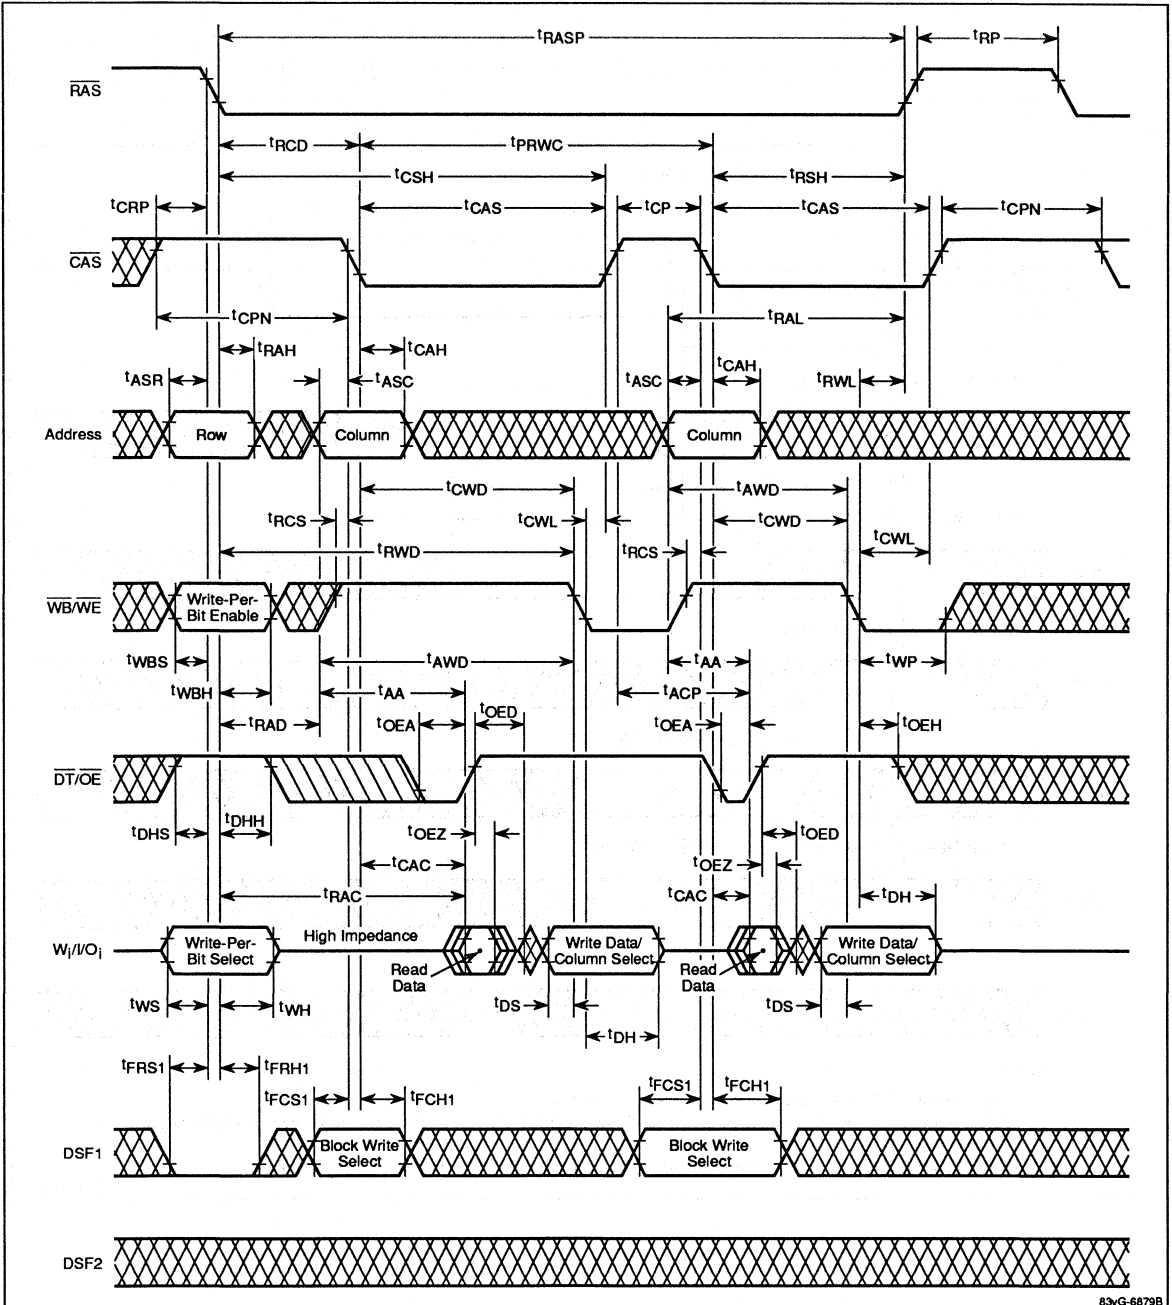 tRASP
tRP
RAS
tRCD
tPRWC
tCSH
tRSH
tCRP
tCAS
tCP
tCAS
tCPN
CAS
tCPN
tRAL
tRAH
tCAH
tASR
tASC
tASC
tCAH
tRWL
Address
Row
Column
Column
tCWD
tAWD
tRCS
tCWL
tCWD
tRWD
tRCS
tCWL
WB/WE
Write-Per-
Bit Enable
tWBS
tAWD
tAA
tWP
tWBH
tAA
tACP
tRAD
tOEA
tOED
tOEA
tOEH
DT/OE
tDHS
tDHH
tOEZ
tOED
tCAC
tOEZ
tRAC
tCAC
tDH
Wi/I/Oi
Write-Per-
Bit Select
High Impedance
Read
Data
Write Data/
Column Select
Read
Data
Write Data/
Column Select
tWS
tWH
tDS
tDS
tDH
tFRS1
tFRH1
tFCS1
tFCH1
tFCS1
tFCH1
DSF1
Block Write
Select
Block Write
Select
DSF2
83vG-6879B